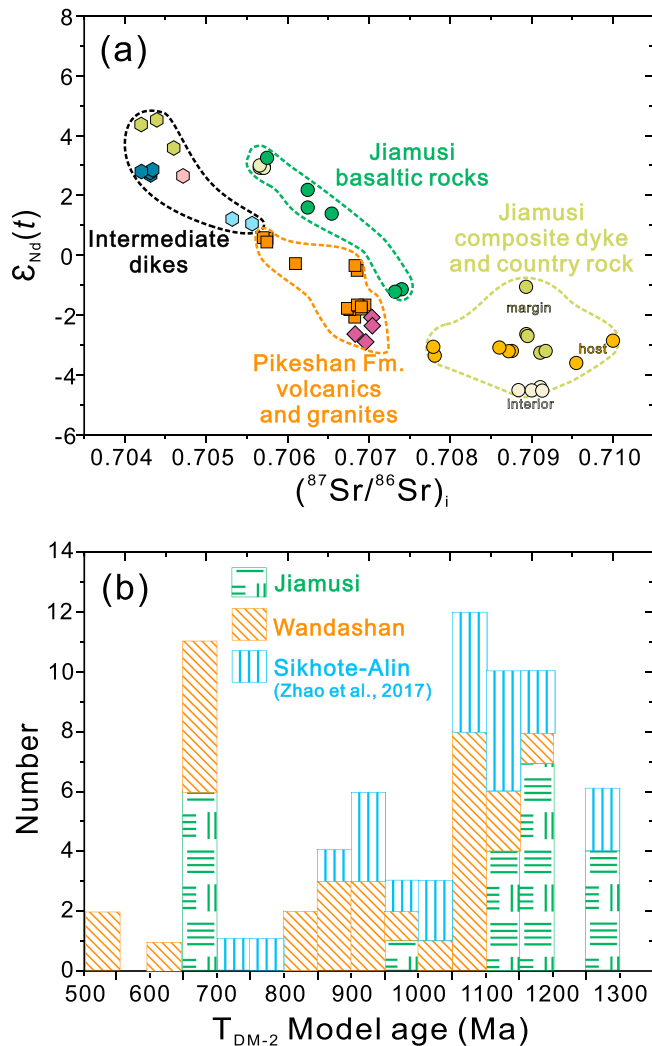 (a)
8
6
4
2
0
-2
-4
-6
εNd(t)
Jiamusi
basaltic rocks
Intermediate
dikes
Jiamusi
composite dyke
and country rock
margin
host
interior
Pikeshan Fm.
volcanics
and granites
0.704 0.705 0.706 0.707 0.708 0.709 0.710
(87Sr/86Sr)i
(b)
14
12
10
8
6
4
2
0
Number
Jiamusi
Wandashan
Sikhote-Alin
(Zhao et al., 2017)
500 600 700 800 900 1000 1100 1200 1300
TDM-2 Model age (Ma)